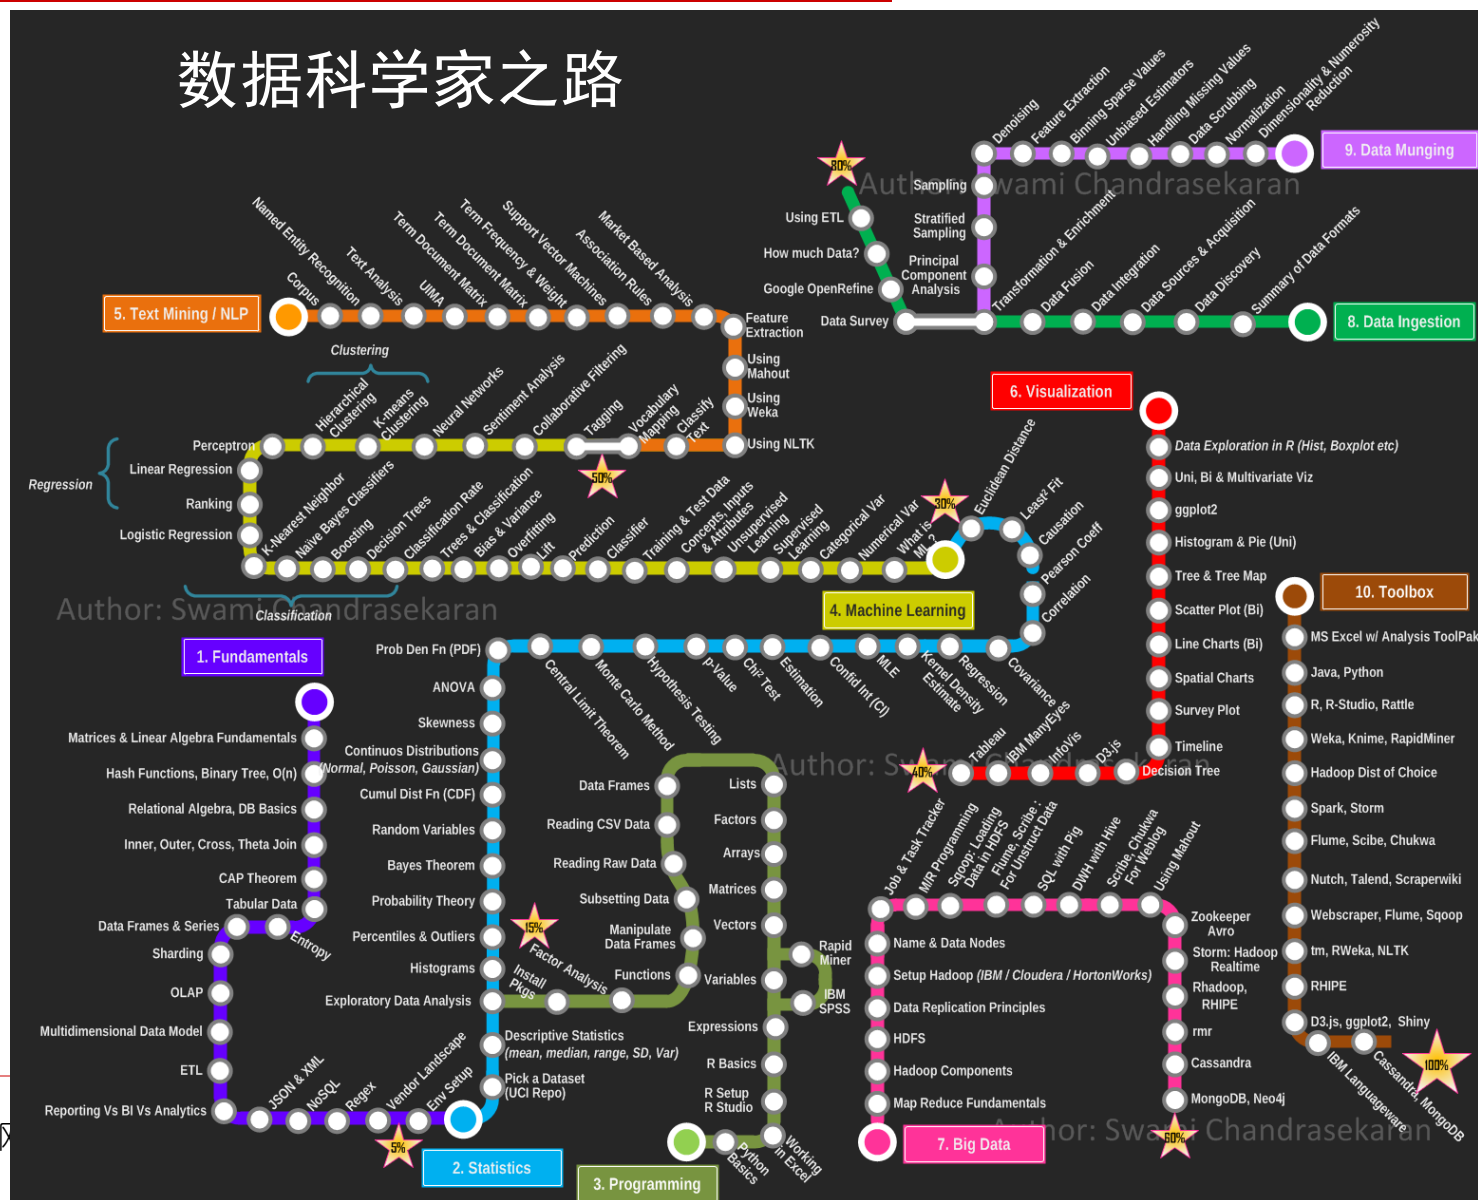 数据科学家之路
Author: Swami Chandrasekaran
9. Data Munging
Denoising
Feature Extraction
Binning Sparse Values
Unbiased Estimators
Handling Missing Values
Data Scrubbing
Normalization
Dimensionality & Numerosity
Reduction
Sampling
Stratified
Sampling
Principal
Component
Analysis
80%
Using ETL
How much Data?
Google OpenRefine
Data Survey
Transformation & Enrichment
Data Fusion
Data Integration
Data Sources & Acquisition
Data Discovery
Summary of Data Formats
8. Data Ingestion
5. Text Mining / NLP
Corpus
Named Entity Recognition
Text Analysis
UIMA
Term Document Matrix
Term Document Matrix
Term Frequency & Weight
Support Vector Machines
Association Rules
Market Based Analysis
Feature
Extraction
Using
Mahout
Using
Weka
Using NLTK
Classify
Text
Vocabulary
Mapping
50%
Tagging
Collaborative Filtering
Sentiment Analysis
Neural Networks
Clustering
K-means
Clustering
Hierarchical
Clustering
Perceptron
Linear Regression
Regression
Ranking
Logistic Regression
K-Nearest Neighbor
Naive Bayes Classifiers
Boosting
Decision Trees
Classification Rate
Trees & Classification
Bias & Variance
Overfitting
Lift
Prediction
Classifier
Training & Test Data
Concepts, Inputs
& Attributes
Unsupervised
Learning
Supervised
Learning
Categorical Var
Numerical Var
What is
ML?
Classification
Author: Swami Chandrasekaran
4. Machine Learning
30%
Euclidean Distance
Least² Fit
Causation
Pearson Coeff
Correlation
Covariance
Regression
Kernel Density
Estimate
MLE
Confid Int (CI)
Estimation
Chi² Test
p-Value
Hypothesis Testing
Monte Carlo Method
Central Limit Theorem
Prob Den Fn (PDF)
ANOVA
Skewness
Continuos Distributions
(Normal, Poisson, Gaussian)
Cumul Dist Fn (CDF)
Random Variables
Bayes Theorem
Probability Theory
Percentiles & Outliers
Histograms
Exploratory Data Analysis
Descriptive Statistics
(mean, median, range, SD, Var)
Pick a Dataset
(UCI Repo)
2. Statistics
1. Fundamentals
Matrices & Linear Algebra Fundamentals
Hash Functions, Binary Tree, O(n)
Relational Algebra, DB Basics
Inner, Outer, Cross, Theta Join
CAP Theorem
Tabular Data
Entropy
Data Frames & Series
Sharding
OLAP
Multidimensional Data Model
ETL
Reporting Vs BI Vs Analytics
JSON & XML
NoSQL
Regex
Vendor Landscape
Env Setup
5%
15%
Install
Pkgs
Factor Analysis
Functions
Manipulate
Data Frames
Subsetting Data
Reading Raw Data
Reading CSV Data
Data Frames
Lists
Factors
Arrays
Matrices
Vectors
Variables
Rapid
Miner
IBM
SPSS
Expressions
R Basics
R Setup
R Studio
Working
in Excel
Python
Basics
3. Programming
6. Visualization
Data Exploration in R (Hist, Boxplot etc)
Uni, Bi & Multivariate Viz
ggplot2
Histogram & Pie (Uni)
Tree & Tree Map
Scatter Plot (Bi)
Line Charts (Bi)
Spatial Charts
Survey Plot
Timeline
Decision Tree
D3.js
InfoVis
IBM ManyEyes
Tableau
40%
Author: Swami Chandrasekaran
Job & Task Tracker
M/R Programming
Sqoop: Loading
Data in HDFS
Flume, Scribe :
For Unstruct Data
SQL with Pig
DWH with Hive
Scribe, Chukwa
For Weblog
Using Mahout
Zookeeper
Avro
Storm: Hadoop
Realtime
Rhadoop,
RHIPE
rmr
Cassandra
MongoDB, Neo4j
60%
Name & Data Nodes
Setup Hadoop (IBM / Cloudera / HortonWorks)
Data Replication Principles
HDFS
Hadoop Components
Map Reduce Fundamentals
7. Big Data
Author: Swami Chandrasekaran
10. Toolbox
MS Excel w/ Analysis ToolPak
Java, Python
R, R-Studio, Rattle
Weka, Knime, RapidMiner
Hadoop Dist of Choice
Spark, Storm
Flume, Scibe, Chukwa
Nutch, Talend, Scraperwiki
Webscraper, Flume, Sqoop
tm, RWeka, NLTK
RHIPE
D3.js, ggplot2, Shiny
IBM Languageware
Cassandra, MongoDB
100%